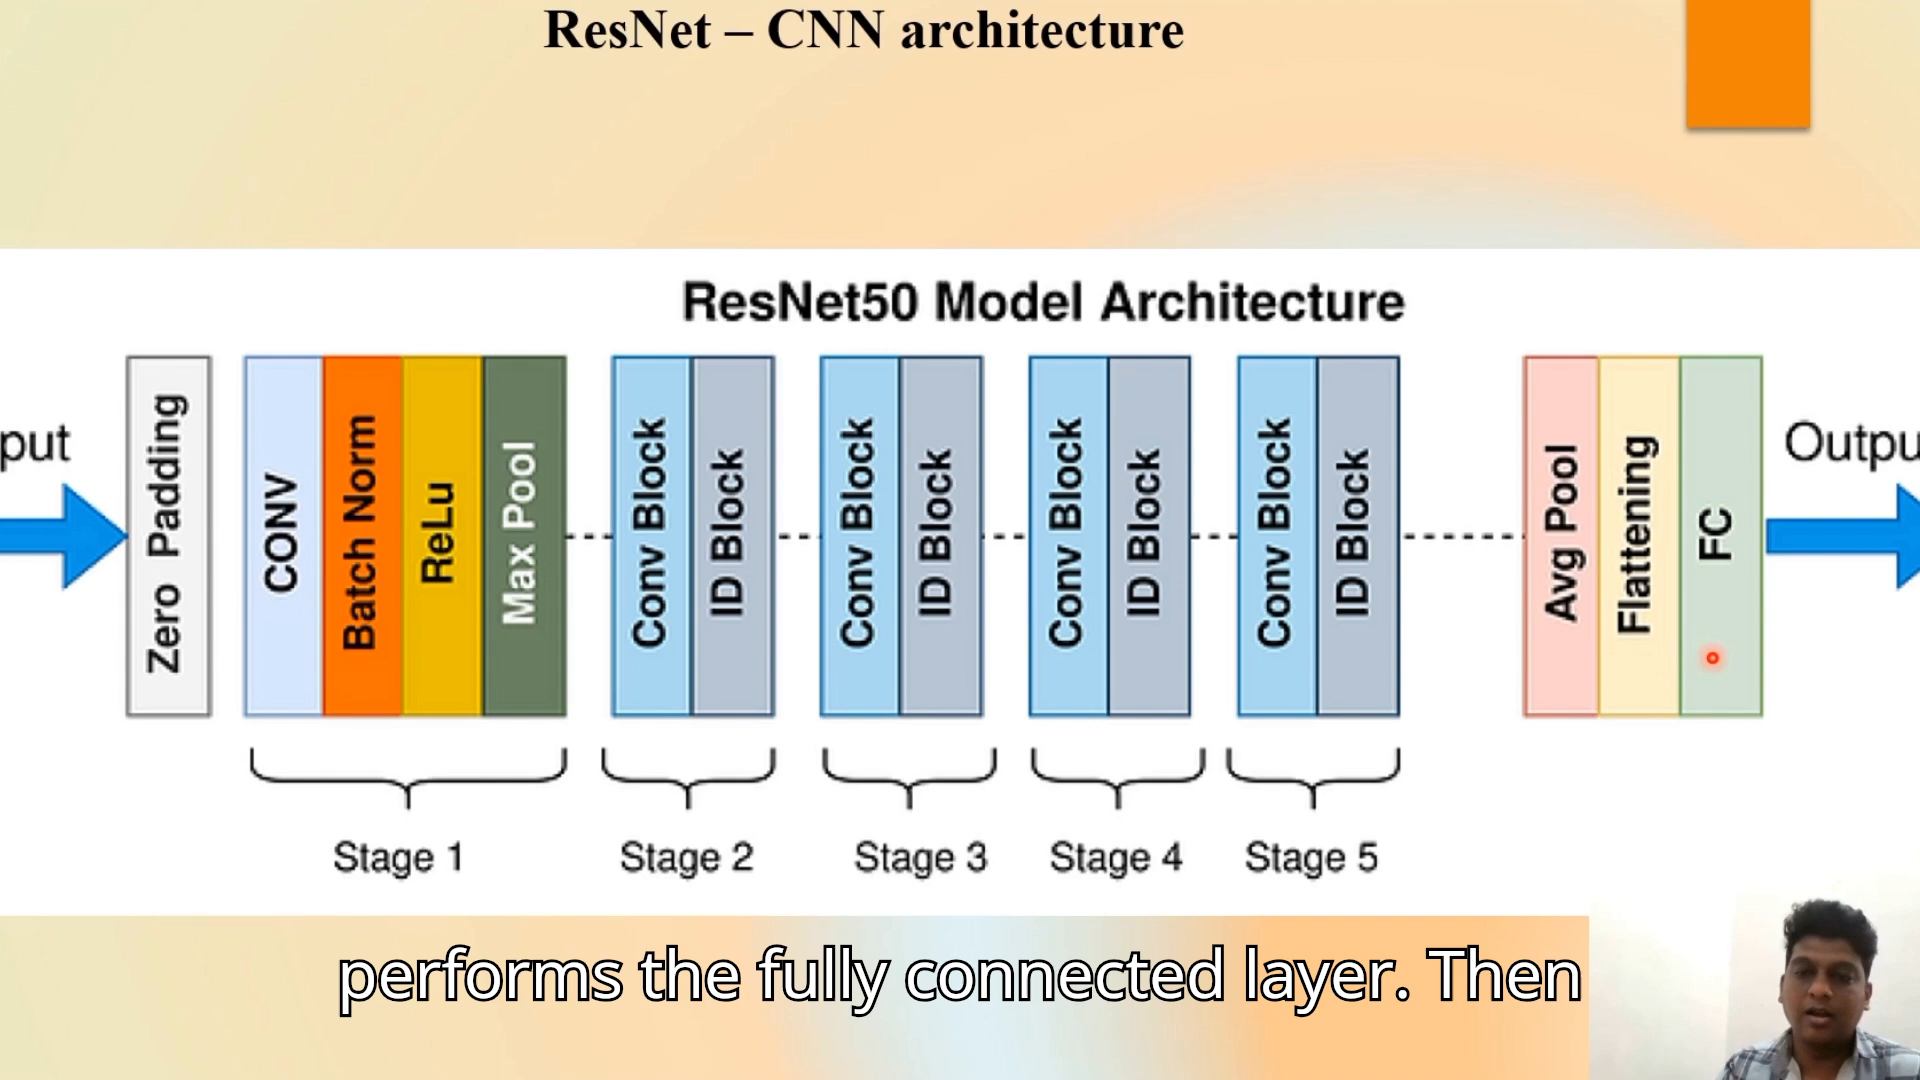 ResNet – CNN architecture
ResNet50 Model Architecture
put
Zero Padding
CONV
Batch Norm
ReLu
Max Pool
Conv Block
ID Block
Conv Block
ID Block
Conv Block
ID Block
Conv Block
ID Block
Avg Pool
Flattening
FC
Outpu
Stage 1
Stage 2
Stage 3
Stage 4
Stage 5
performs the fully connected layer. Then